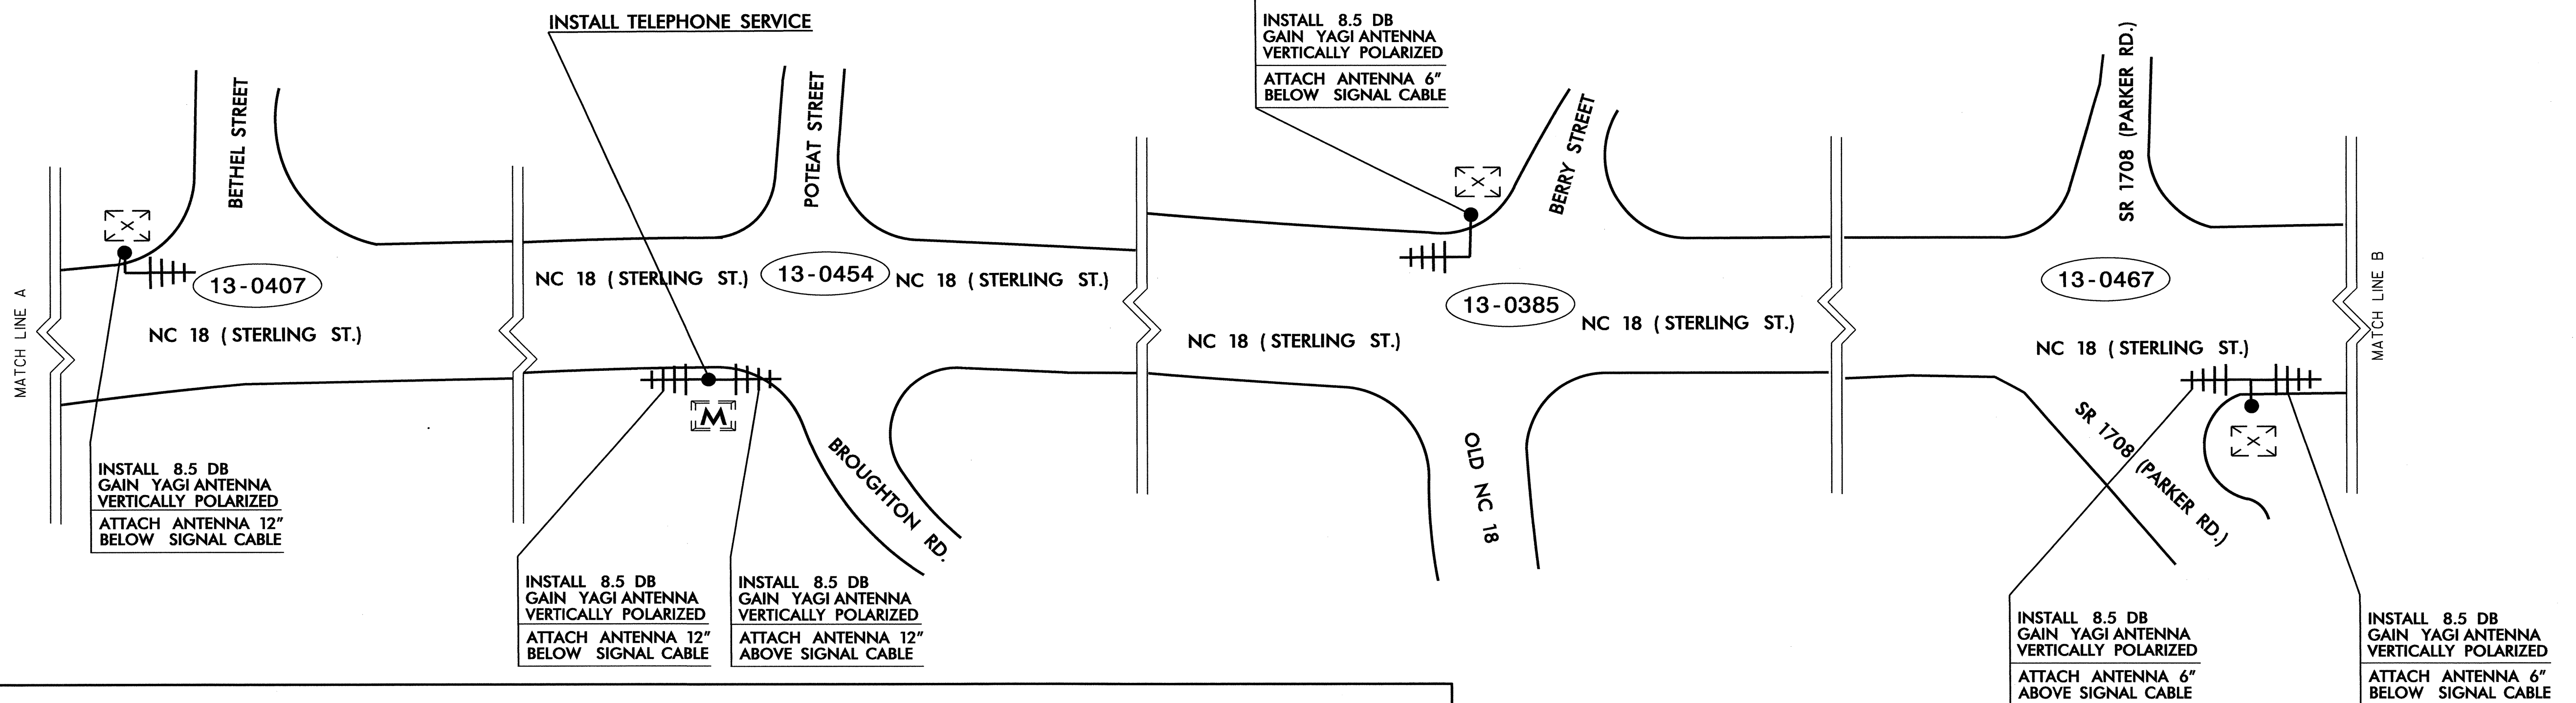 INSTALL TELEPHONE SERVICE
INSTALL 8.5 DB
GAIN YAGI ANTENNA
VERTICALLY POLARIZED
ATTACH ANTENNA 6"
BELOW SIGNAL CABLE
BETHEL STREET
POTEAT STREET
BERRY STREET
SR 1708 (PARKER RD.)
X
X
13-0407
NC 18 (STERLING ST.)
13-0454
NC 18 (STERLING ST.)
13-0385
NC 18 (STERLING ST.)
13-0467
MATCH LINE A
NC 18 (STERLING ST.)
NC 18 (STERLING ST.)
NC 18 (STERLING ST.)
MATCH LINE B
M
X
BROUGHTON RD.
OLD NC 18
SR 1708 (PARKER RD.)
INSTALL 8.5 DB
GAIN YAGI ANTENNA
VERTICALLY POLARIZED
ATTACH ANTENNA 12"
BELOW SIGNAL CABLE
INSTALL 8.5 DB
GAIN YAGI ANTENNA
VERTICALLY POLARIZED
ATTACH ANTENNA 12"
BELOW SIGNAL CABLE
INSTALL 8.5 DB
GAIN YAGI ANTENNA
VERTICALLY POLARIZED
ATTACH ANTENNA 12"
ABOVE SIGNAL CABLE
INSTALL 8.5 DB
GAIN YAGI ANTENNA
VERTICALLY POLARIZED
ATTACH ANTENNA 6"
ABOVE SIGNAL CABLE
INSTALL 8.5 DB
GAIN YAGI ANTENNA
VERTICALLY POLARIZED
ATTACH ANTENNA 6"
BELOW SIGNAL CABLE